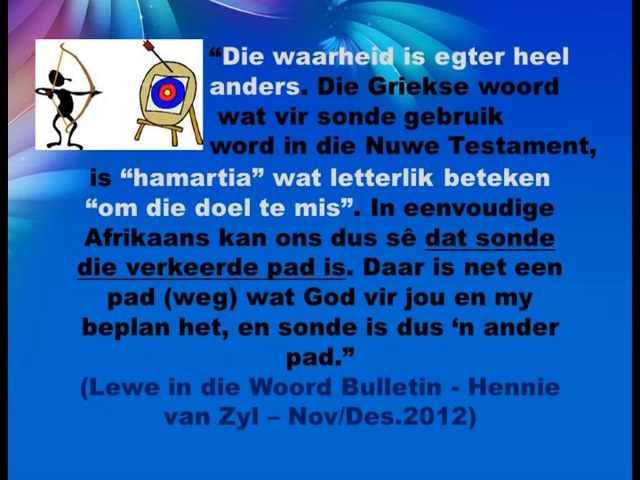 “Die waarheid is egter heel
anders. Die Griekse woord
wat vir sonde gebruik
word in die Nuwe Testament,
is “hamartia” wat letterlik beteken
“om die doel te mis”. In eenvoudige
Afrikaans kan ons dus sê dat sonde
die verkeerde pad is. Daar is net een
pad (weg) wat God vir jou en my
beplan het, en sonde is dus ‘n ander
pad.”
(Lewe in die Woord Bulletin - Hennie
van Zyl – Nov/Des.2012)